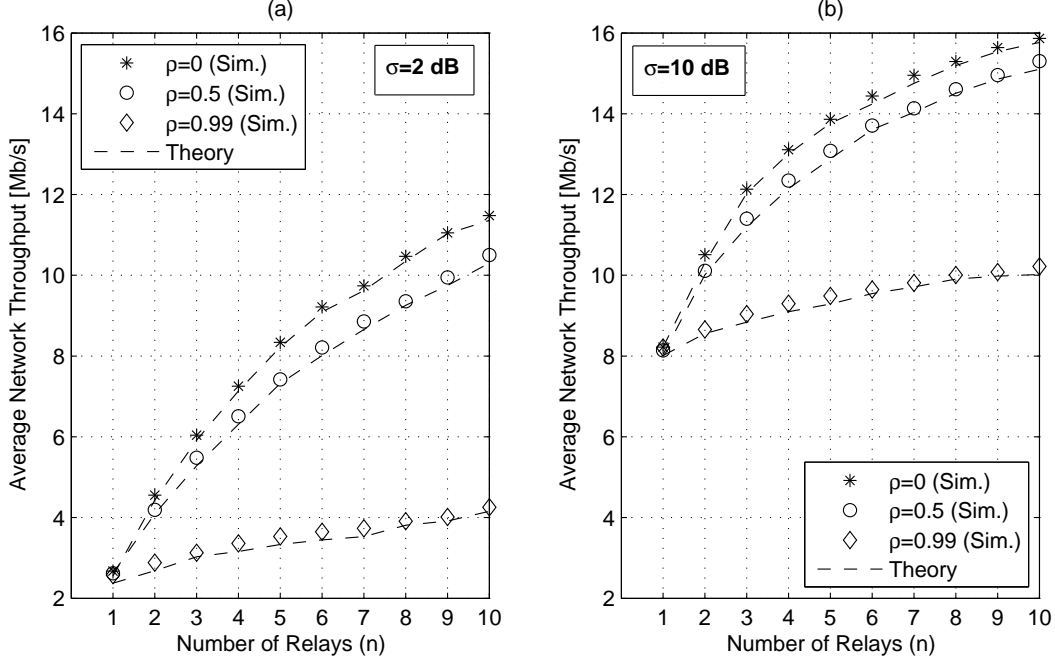 (a)
σ=2 dB
ρ=0 (Sim.)
ρ=0.5 (Sim.)
ρ=0.99 (Sim.)
Theory
16
14
12
10
8
6
4
2
Average Network Throughput [Mb/s]
1 2 3 4 5 6 7 8 9 10
Number of Relays (n)
(b)
σ=10 dB
16
14
12
10
8
6
4
2
Average Network Throughput [Mb/s]
ρ=0 (Sim.)
ρ=0.5 (Sim.)
ρ=0.99 (Sim.)
Theory
1 2 3 4 5 6 7 8 9 10
Number of Relays (n)